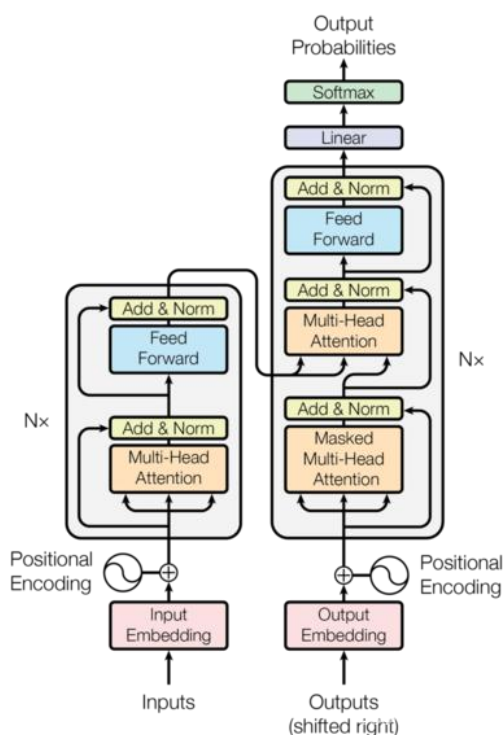 Output
Probabilities
Softmax
Linear
Add & Norm
Feed
Forward
Add & Norm
Multi-Head
Attention
Add & Norm
Masked
Multi-Head
Attention
Nx
Add & Norm
Feed
Forward
Add & Norm
Multi-Head
Attention
Nx
Positional
Encoding
Positional
Encoding
Input
Embedding
Output
Embedding
Inputs
Outputs
(shifted right)